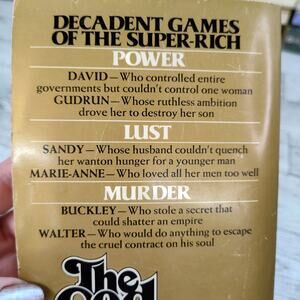 DECADENT GAMES
OF THE SUPER-RICH
POWER
DAVID—Who controlled entire
governments but couldn't control one woman
GUDRUN—Whose ruthless ambition
drove her to destroy her son
LUST
SANDY—Whose husband couldn't quench
her wanton hunger for a younger man
MARIE-ANNE—Who loved all her men too well
MURDER
BUCKLEY—Who stole a secret that
could shatter an empire
WALTER—Who would do anything to escape
the cruel contract on his soul
The